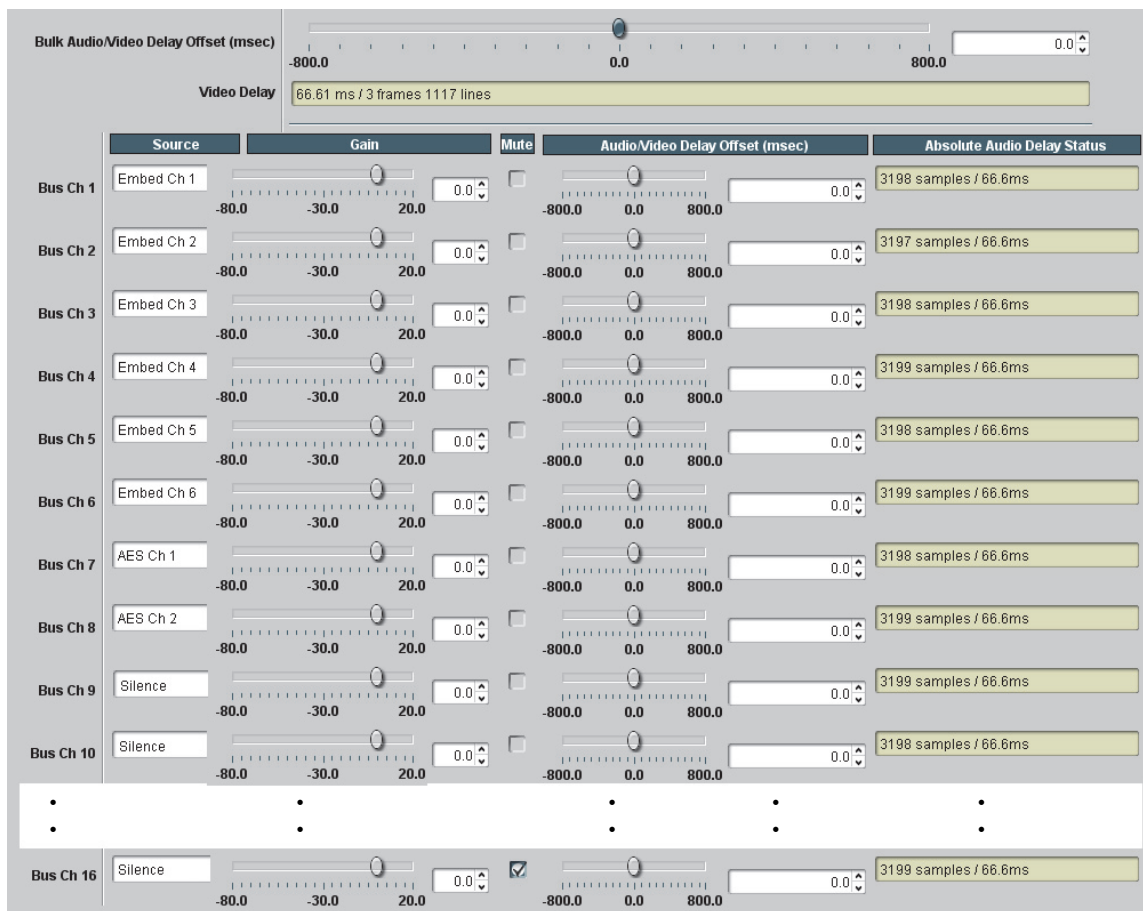 Bulk Audio/Video Delay Offset (msec)
-800.0 0.0 800.0
0.0
Video Delay
66.61 ms / 3 frames 1117 lines
Source Gain Mute Audio/Video Delay Offset (msec) Absolute Audio Delay Status
Bus Ch 1 Embed Ch 1 0.0 0.0 3198 samples / 66.6ms
-80.0 -30.0 20.0 -800.0 0.0 800.0
Bus Ch 2 Embed Ch 2 0.0 0.0 3197 samples / 66.6ms
-80.0 -30.0 20.0 -800.0 0.0 800.0
Bus Ch 3 Embed Ch 3 0.0 0.0 3198 samples / 66.6ms
-80.0 -30.0 20.0 -800.0 0.0 800.0
Bus Ch 4 Embed Ch 4 0.0 0.0 3199 samples / 66.6ms
-80.0 -30.0 20.0 -800.0 0.0 800.0
Bus Ch 5 Embed Ch 5 0.0 0.0 3198 samples / 66.6ms
-80.0 -30.0 20.0 -800.0 0.0 800.0
Bus Ch 6 Embed Ch 6 0.0 0.0 3199 samples / 66.6ms
-80.0 -30.0 20.0 -800.0 0.0 800.0
Bus Ch 7 AES Ch 1 0.0 0.0 3198 samples / 66.6ms
-80.0 -30.0 20.0 -800.0 0.0 800.0
Bus Ch 8 AES Ch 2 0.0 0.0 3199 samples / 66.6ms
-80.0 -30.0 20.0 -800.0 0.0 800.0
Bus Ch 9 Silence 0.0 0.0 3199 samples / 66.6ms
-80.0 -30.0 20.0 -800.0 0.0 800.0
Bus Ch 10 Silence 0.0 0.0 3198 samples / 66.6ms
-80.0 -30.0 20.0 -800.0 0.0 800.0
Bus Ch 16 Silence 0.0 0.0 3199 samples / 66.6ms
-80.0 -30.0 20.0 -800.0 0.0 800.0